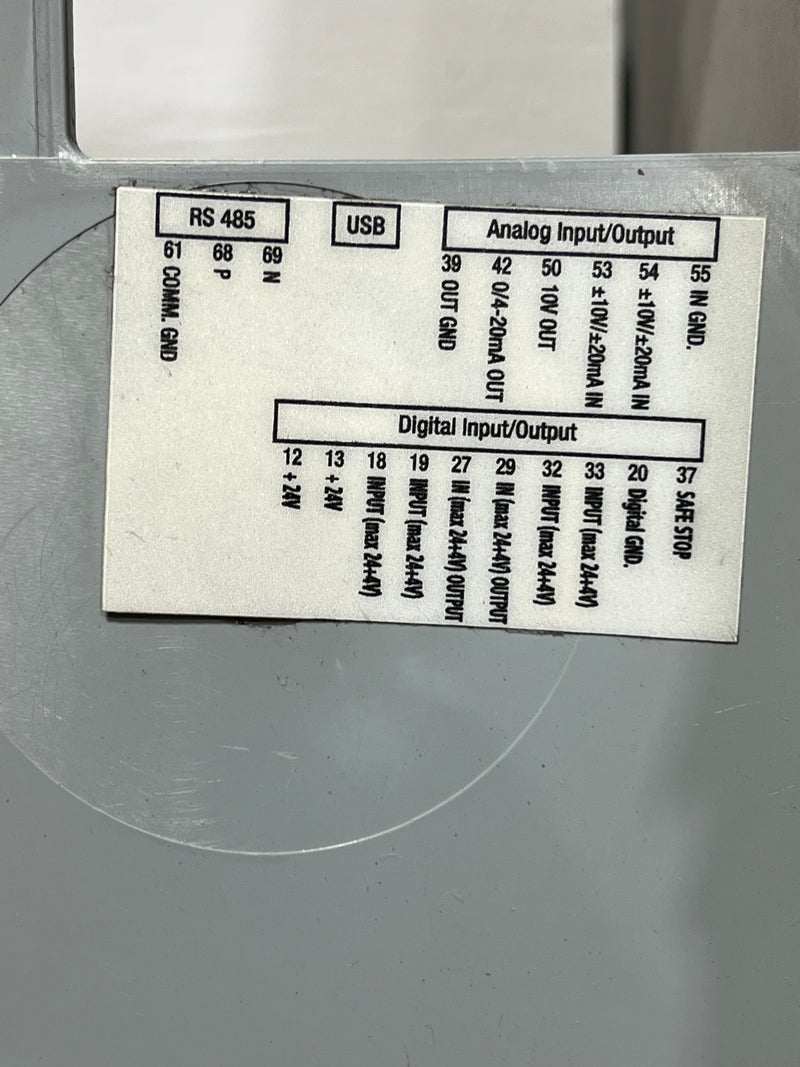 RS 485
USB
Analog Input/Output
61 COMM. GND
68 P
69 N
39 OUT GND
42 0/4-20mA OUT
50 10V OUT
53 ±10V/±20mA IN
54 ±10V/±20mA IN
55 IN GND.
Digital Input/Output
12 + 24V
13 + 24V
18 INPUT (max 24+4V)
19 INPUT (max 24+4V)
27 IN (max 24+4V) OUTPUT
29 IN (max 24+4V) OUTPUT
32 INPUT (max 24+4V)
33 INPUT (max 24+4V)
20 Digital GND.
37 SAFE STOP